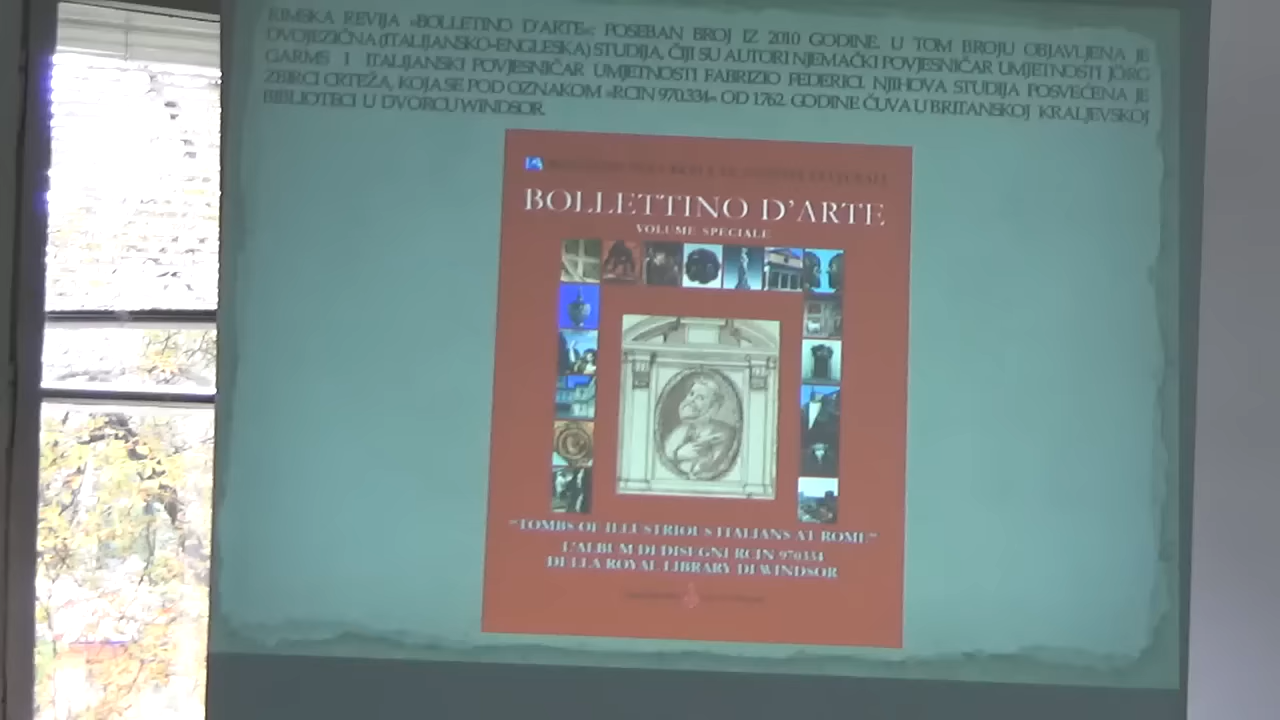 RIMSKA REVIJA »BOLLETINO D'ARTE«: POSEBAN BROJ IZ 2010 GODINE. U TOM BROJU OBJAVLJENA JE
DVOJEZIČNA (ITALIJANSKO-ENGLESKA) STUDIJA, ČIJI SU AUTORI NJEMAČKI POVJESNIČAR UMJETNOSTI JÖRG
GARMS I ITALIJANSKI POVJESNIČAR UMJETNOSTI FABRIZIO FEDERICI. NJIHOVA STUDIJA POSVEĆENA JE
ZBIRCI CRTEŽA, KOJA SE POD OZNAKOM »RCIN 970.334« OD 1762. GODINE ČUVA U BRITANSKOJ KRALJEVSKOJ
BIBLIOTECI U DVORCU WINDSOR.
BOLLETTINO D'ARTE
VOLUME SPECIALE
"TOMBS OF ILLUSTRIOUS ITALIANS AT ROME"
L'ALBUM DI DISEGNI RCIN 970334
DELLA ROYAL LIBRARY DI WINDSOR